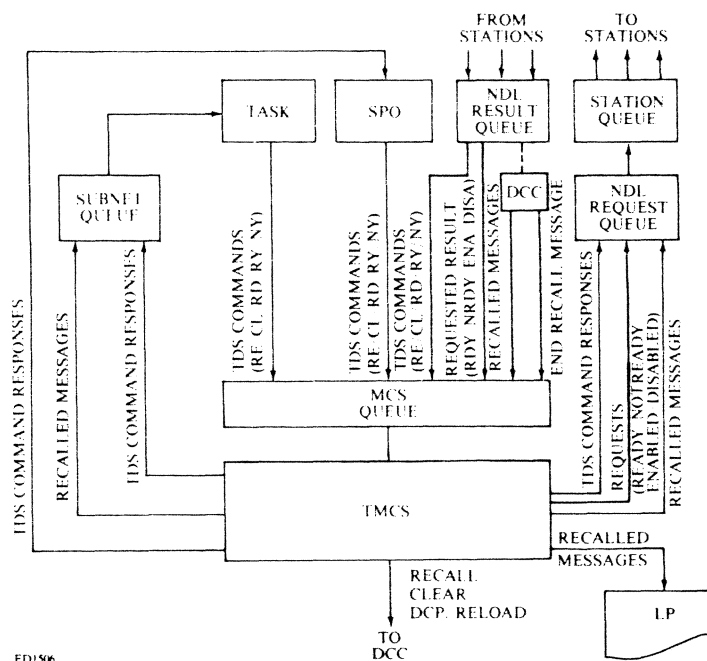 FROM
STATIONS
TO
STATIONS
TASK
SPO
NDL
RESULT
QUEUE
STATION
QUEUE
SUBNET
QUEUE
DCC
NDL
REQUEST
QUEUE
TDS COMMAND RESPONSES
RECALLED MESSAGES
TDS COMMAND RESPONSES
TDS COMMANDS
(RE CL RD RY NY)
TDS COMMANDS
(RE CL RD RY/NY)
TDS COMMANDS
(RE/CL/RD RY/NY)
REQUESTED RESULT
(RDY NRDY ENA DISA)
RECALLED MESSAGES
END RECALL MESSAGE
TDS COMMAND RESPONSES
REQUESTS
(READY NOTREADY
ENABLED DISABLED)
RECALLED MESSAGES
MCS
QUEUE
TMCS
RECALLED
MESSAGES
RECALL
CLEAR
DCP. RELOAD
TO
DCC
LP
ED1506